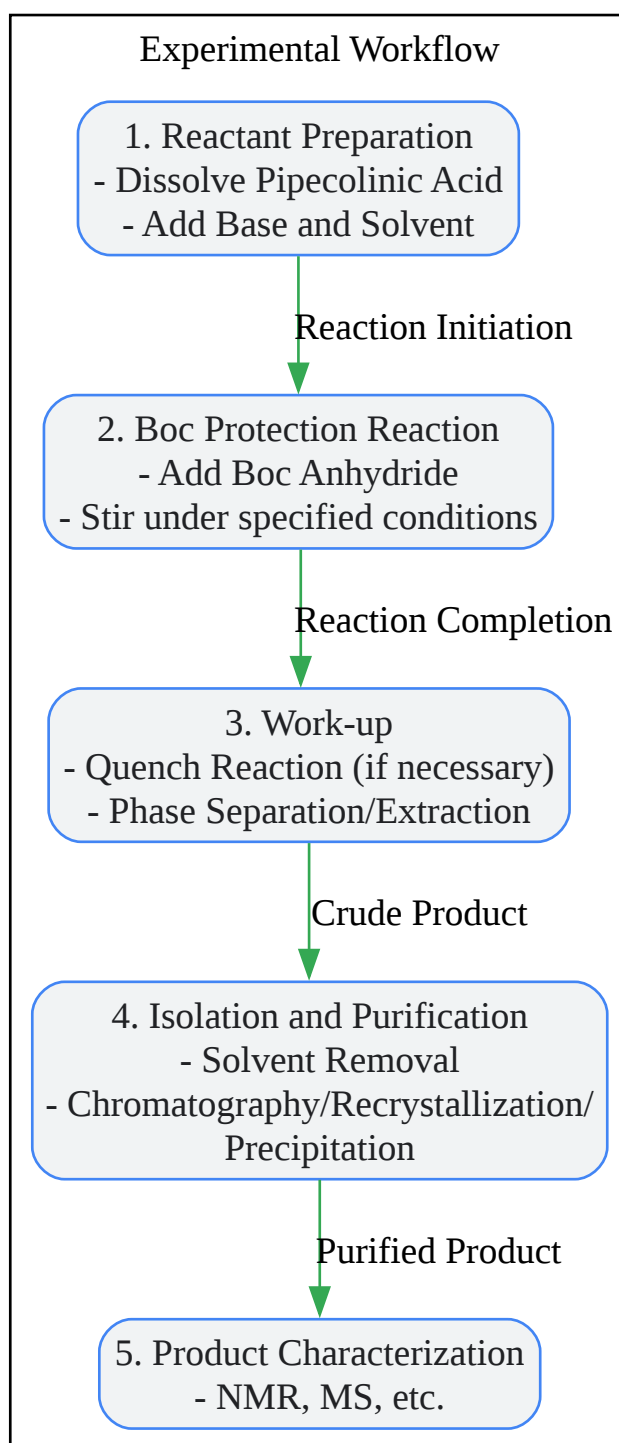 Experimental Workflow
1. Reactant Preparation
- Dissolve Pipecolinic Acid
- Add Base and Solvent
Reaction Initiation
2. Boc Protection Reaction
- Add Boc Anhydride
- Stir under specified conditions
Reaction Completion
3. Work-up
- Quench Reaction (if necessary)
- Phase Separation/Extraction
Crude Product
4. Isolation and Purification
- Solvent Removal
- Chromatography/Recrystallization/
Precipitation
Purified Product
5. Product Characterization
- NMR, MS, etc.